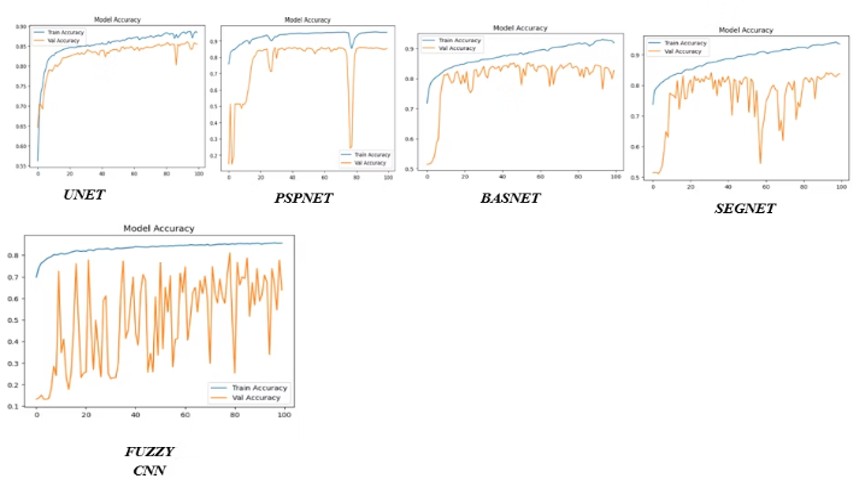 Model Accuracy
Train Accuracy
Val Accuracy
0.90
0.85
0.80
0.75
0.70
0.65
0.60
0.55
0 20 40 60 80 100
UNET
Model Accuracy
0.9
0.8
0.7
0.6
0.5
0.4
0.3
0.2
Train Accuracy
Val Accuracy
0 20 40 60 80 100
PSPNET
Model Accuracy
Train Accuracy
Val Accuracy
0.9
0.8
0.7
0.6
0.5
0 20 40 60 80 100
BASNET
Model Accuracy
Train Accuracy
Val Accuracy
0.9
0.8
0.7
0.6
0.5
0 20 40 60 80 100
SEGNET
Model Accuracy
0.8
0.7
0.6
0.5
0.4
0.3
0.2
0.1
Train Accuracy
Val Accuracy
0 20 40 60 80 100
FUZZY
CNN